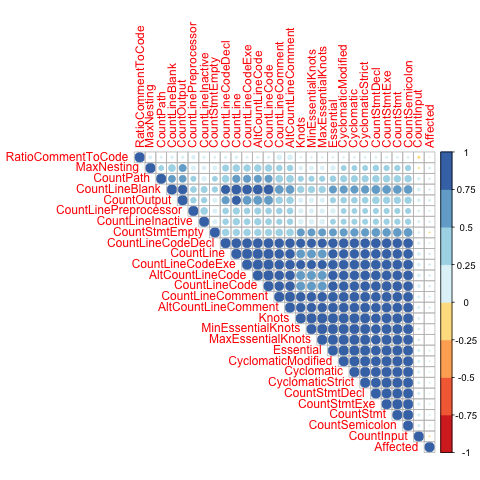 RatioCommentToCode
MaxNesting
CountPath
CountLineBlank
CountOutput
CountLinePreprocessor
CountLineInactive
CountStmtEmpty
CountLineCodeDecl
CountLine
CountLineCodeExe
AltCountLineCode
CountLineCode
CountLineComment
AltCountLineComment
Knots
MinEssentialKnots
MaxEssentialKnots
Essential
CyclomaticModified
Cyclomatic
CyclomaticStrict
CountStmtDecl
CountStmtExe
CountStmt
CountSemicolon
CountInput
Affected
RatioCommentToCode
MaxNesting
CountPath
CountLineBlank
CountOutput
CountLinePreprocessor
CountLineInactive
CountStmtEmpty
CountLineCodeDecl
CountLine
CountLineCodeExe
AltCountLineCode
CountLineCode
CountLineComment
AltCountLineComment
Knots
MinEssentialKnots
MaxEssentialKnots
Essential
CyclomaticModified
Cyclomatic
CyclomaticStrict
CountStmtDecl
CountStmtExe
CountStmt
CountSemicolon
CountInput
Affected
1
0.75
0.5
0.25
0
-0.25
-0.5
-0.75
-1